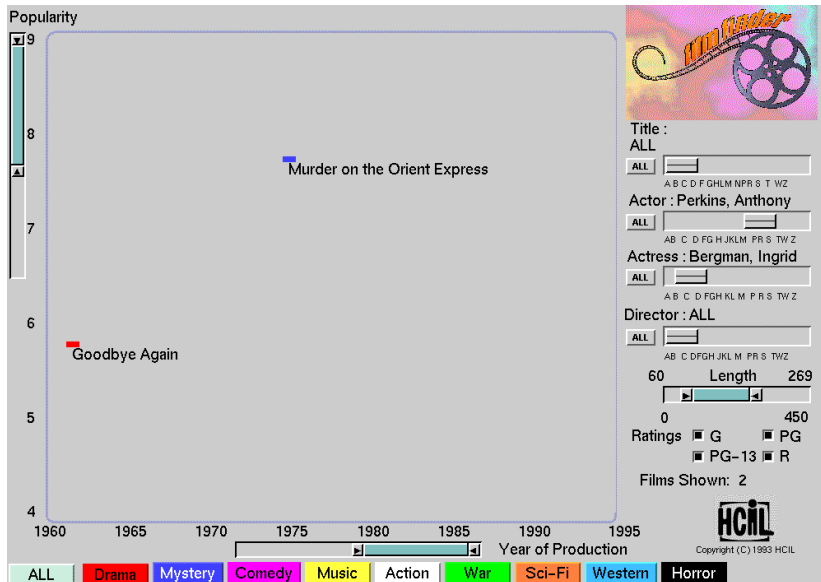 Popularity
9
8
7
6
5
4
1960 1965 1970 1975 1980 1985 1990 1995
Murder on the Orient Express
Goodbye Again
Year of Production
film finder
Title :
ALL
ALL
A B C D F GHLM NPR S T WZ
Actor : Perkins, Anthony
ALL
AB C D FG H JKLM PR S TW Z
Actress : Bergman, Ingrid
ALL
A B C D FGH KL M P R S TW Z
Director : ALL
ALL
AB C DFGH JKL M PR S TWZ
60 Length 269
0 450
Ratings G PG
PG-13 R
Films Shown: 2
HCIL
Copyright (C) 1993 HCIL
ALL Drama Mystery Comedy Music Action War Sci-Fi Western Horror